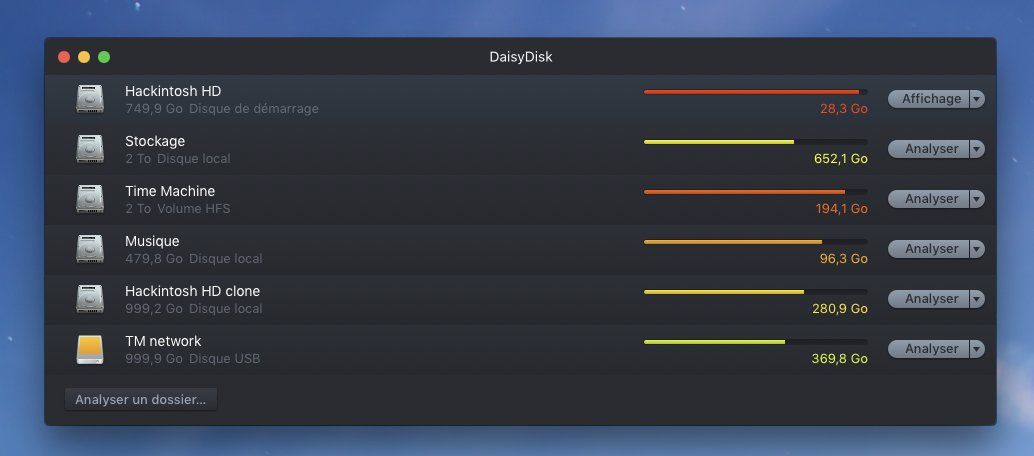 DaisyDisk
Hackintosh HD
749,9 Go Disque de démarrage
28,3 Go
Affichage
Stockage
2 To Disque local
652,1 Go
Analyser
Time Machine
2 To Volume HFS
194,1 Go
Analyser
Musique
479,8 Go Disque local
96,3 Go
Analyser
Hackintosh HD clone
999,2 Go Disque local
280,9 Go
Analyser
TM network
999,9 Go Disque USB
369,8 Go
Analyser
Analyser un dossier...